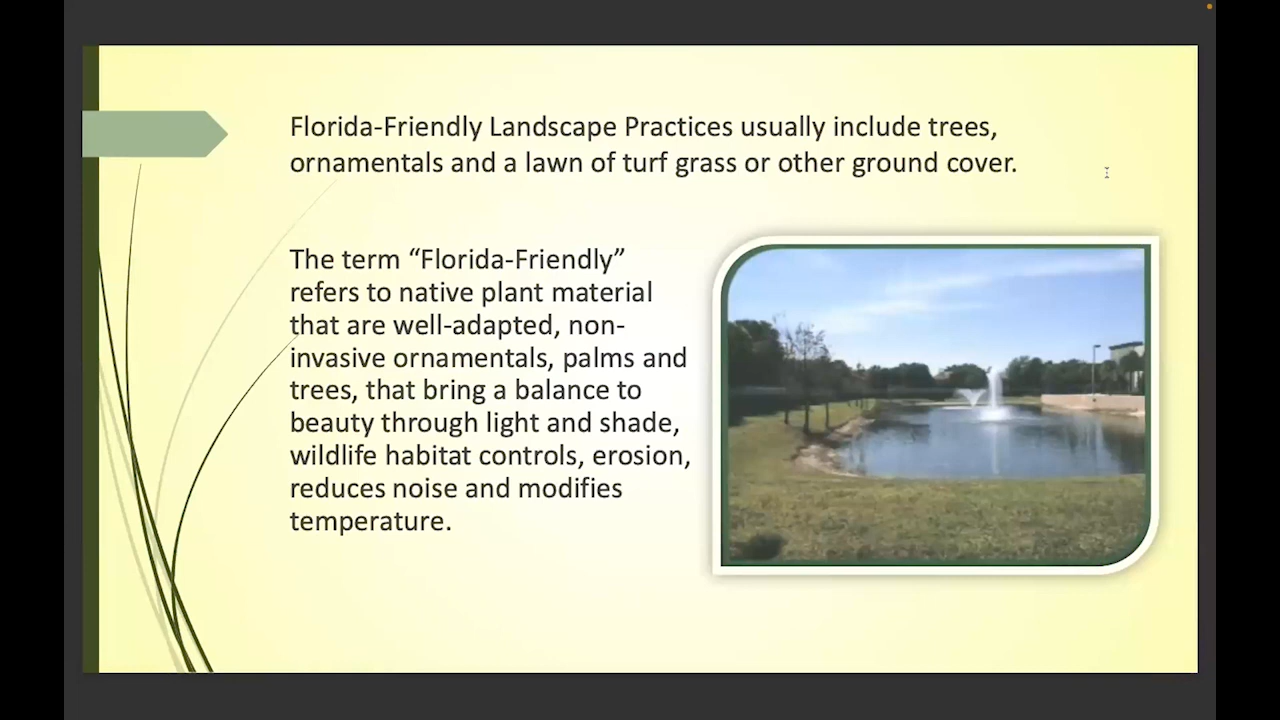 Florida-Friendly Landscape Practices usually include trees,
ornamentals and a lawn of turf grass or other ground cover.
The term “Florida-Friendly”
refers to native plant material
that are well-adapted, non-
invasive ornamentals, palms and
trees, that bring a balance to
beauty through light and shade,
wildlife habitat controls, erosion,
reduces noise and modifies
temperature.